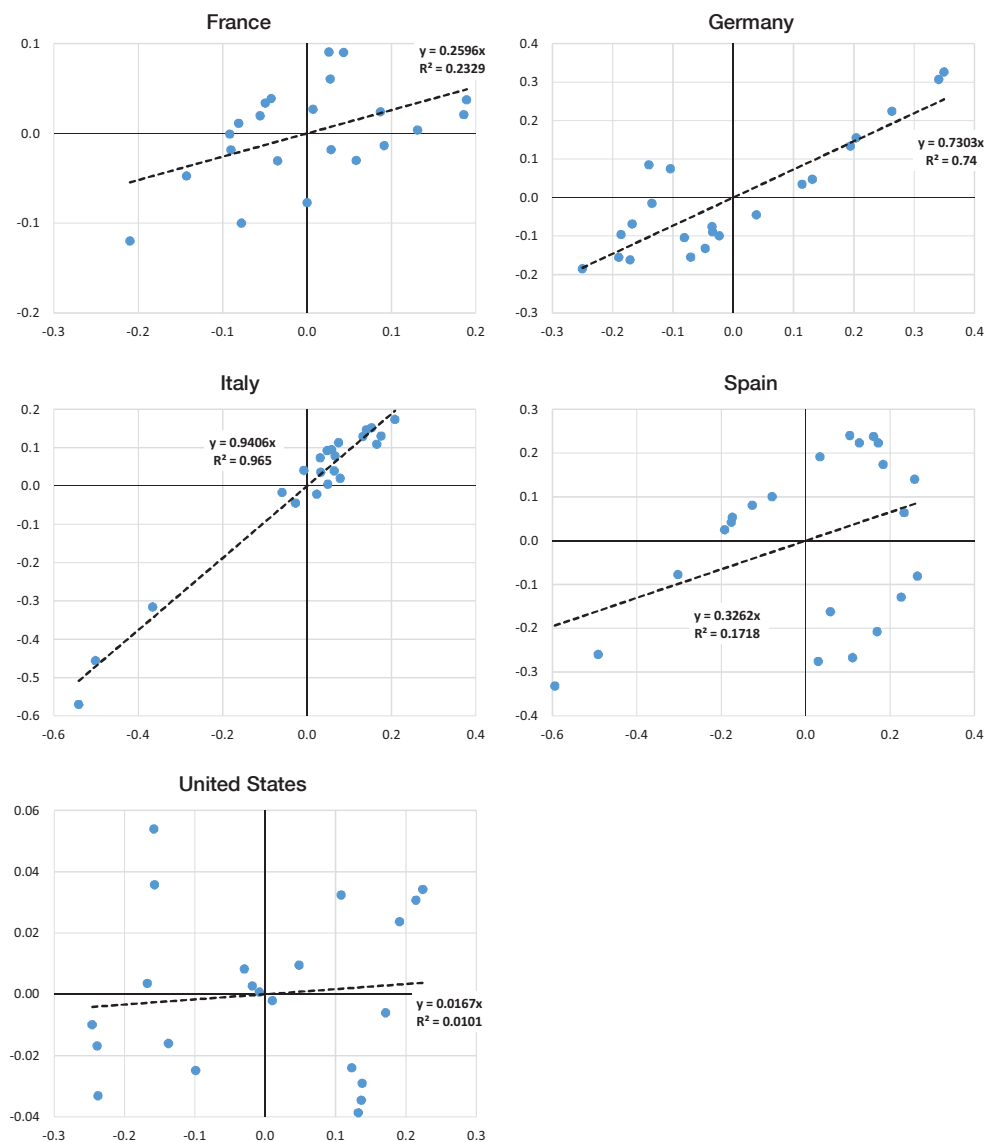 France
0.1
0.0
-0.1
-0.2
-0.3 -0.2 -0.1 0.0 0.1 0.2
y = 0.2596x
R² = 0.2329
Germany
0.4
0.3
0.2
0.1
0.0
-0.1
-0.2
-0.3
-0.3 -0.2 -0.1 0.0 0.1 0.2 0.3 0.4
y = 0.7303x
R² = 0.74
Italy
0.2
0.1
0.0
-0.1
-0.2
-0.3
-0.4
-0.5
-0.6
-0.6 -0.4 -0.2 0.0 0.2 0.4
y = 0.9406x
R² = 0.965
Spain
0.3
0.2
0.1
0.0
-0.1
-0.2
-0.3
-0.4
-0.6 -0.4 -0.2 0.0 0.2 0.4
y = 0.3262x
R² = 0.1718
United States
0.06
0.04
0.02
0.00
-0.02
-0.04
-0.3 -0.2 -0.1 0.0 0.1 0.2 0.3
y = 0.0167x
R² = 0.0101